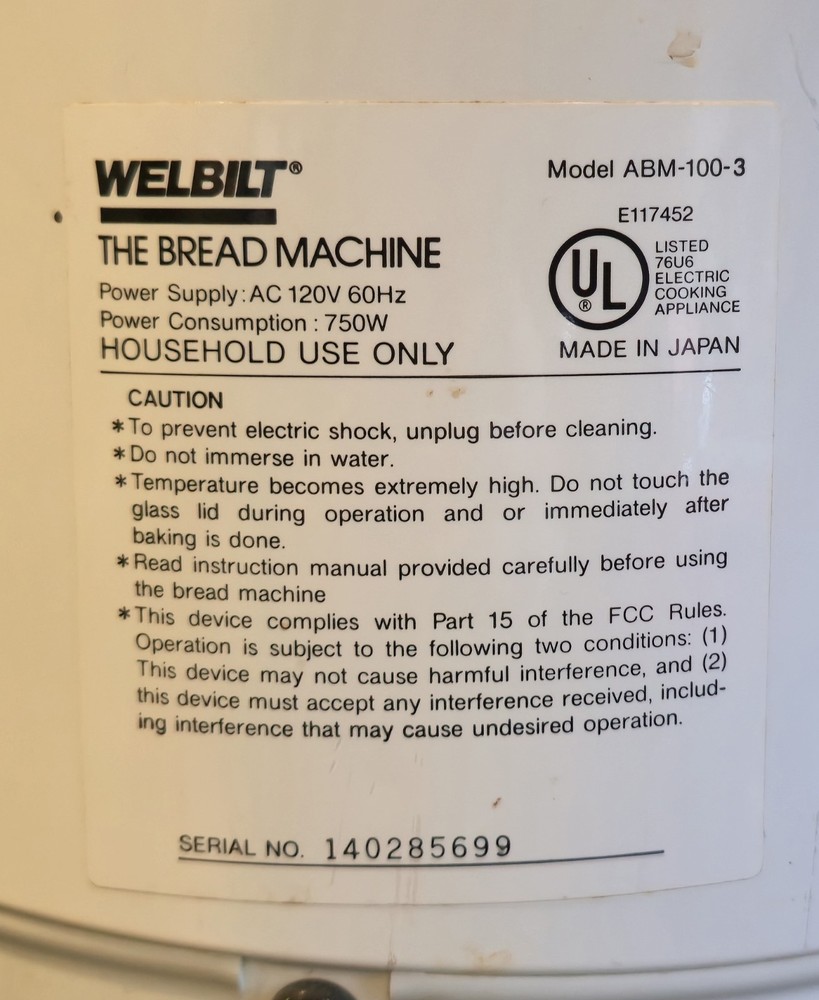 WELBILT®
Model ABM-100-3
E117452
THE BREAD MACHINE
UL®
LISTED
76U6
ELECTRIC
COOKING
APPLIANCE
Power Supply: AC 120V 60Hz
Power Consumption : 750W
HOUSEHOLD USE ONLY
MADE IN JAPAN
CAUTION
*To prevent electric shock, unplug before cleaning.
*Do not immerse in water.
*Temperature becomes extremely high. Do not touch the
glass lid during operation and or immediately after
baking is done.
*Read instruction manual provided carefully before using
the bread machine
*This device complies with Part 15 of the FCC Rules.
Operation is subject to the following two conditions: (1)
This device may not cause harmful interference, and (2)
this device must accept any interference received, includ-
ing interference that may cause undesired operation.
SERIAL NO. 140285699